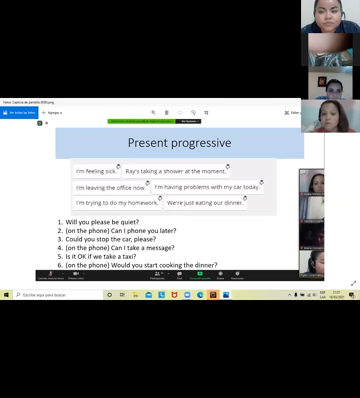 Present progressive
I'm feeling sick. Ray's taking a shower at the moment.
I'm leaving the office now. I'm having problems with my car today.
I'm trying to do my homework. We're just eating our dinner.
1. Will you please be quiet?
2. (on the phone) Can I phone you later?
3. Could you stop the car, please?
4. (on the phone) Can I take a message?
5. Is it OK if we take a taxi?
6. (on the phone) Would you start cooking the dinner?
Escribe aquí para buscar